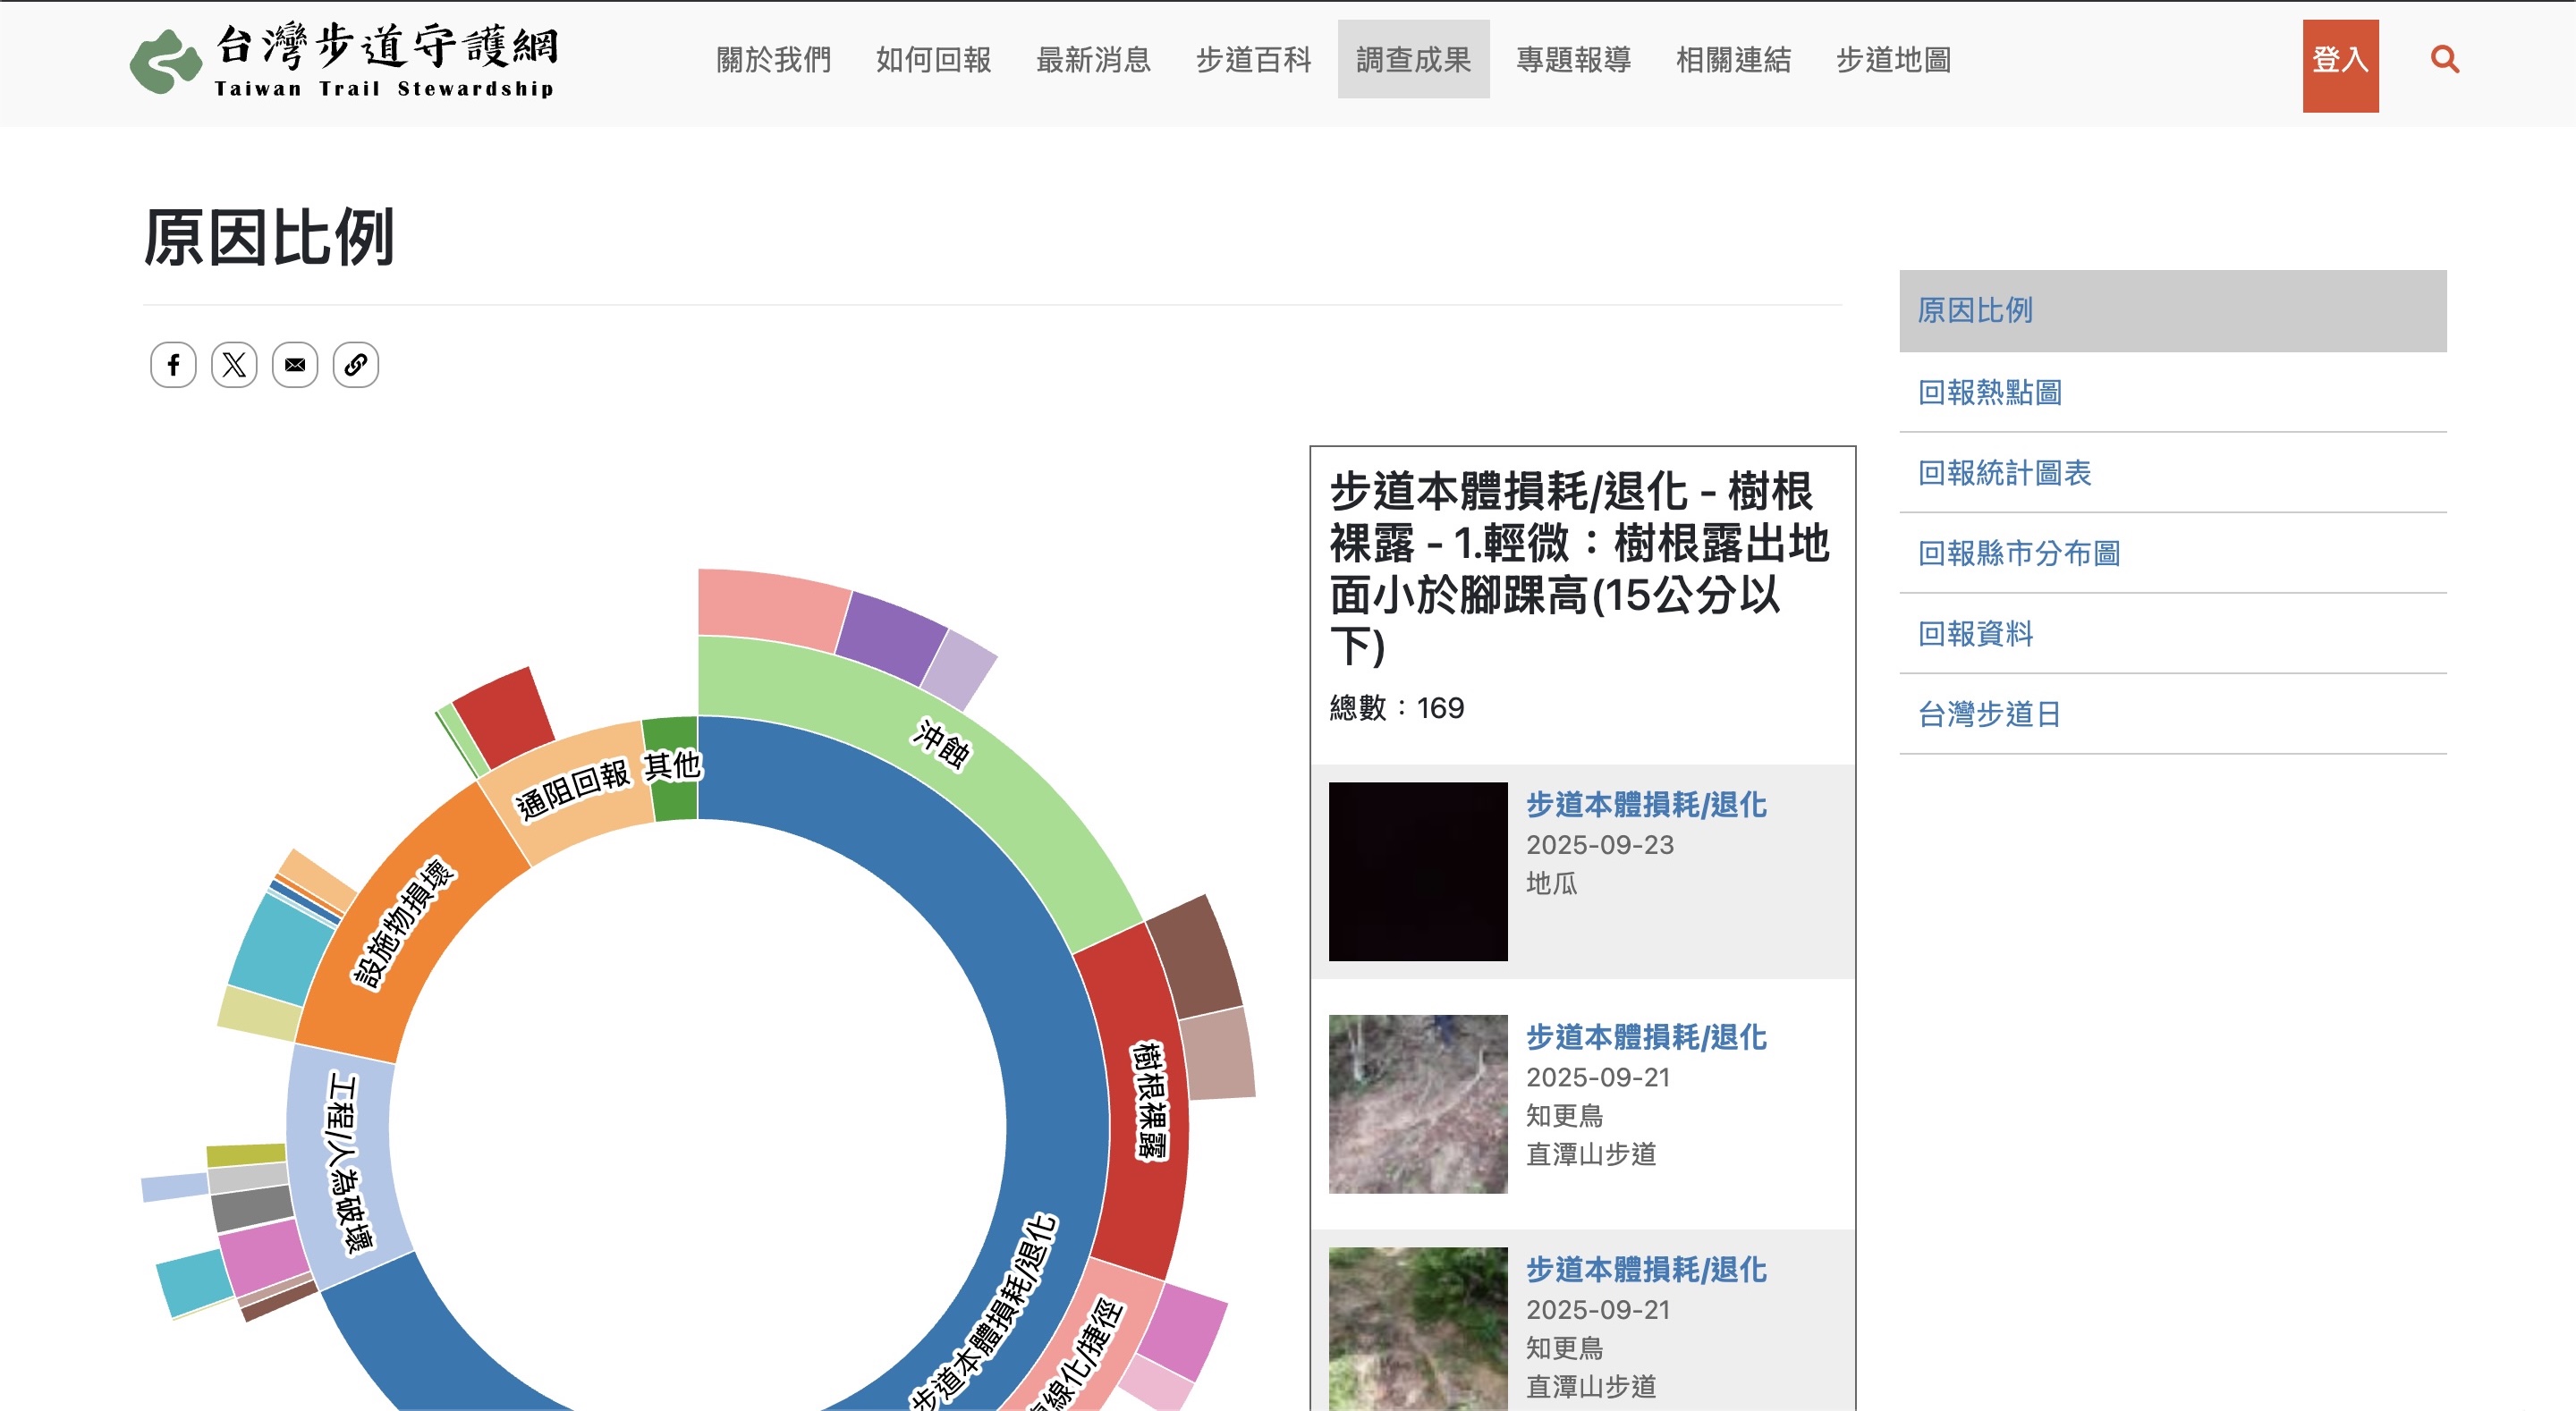 台灣步道守護網
Taiwan Trail Stewardship
關於我們 如何回報 最新消息 步道百科 調查成果 專題報導 相關連結 步道地圖
登入
原因比例
原因比例
回報熱點圖
回報統計圖表
回報縣市分布圖
回報資料
台灣步道日
步道本體損耗/退化 - 樹根
裸露 - 1.輕微：樹根露出地
面小於腳踝高(15公分以
下)
總數：169
步道本體損耗/退化
2025-09-23
地瓜
步道本體損耗/退化
2025-09-21
知更鳥
直潭山步道
步道本體損耗/退化
2025-09-21
知更鳥
直潭山步道
沖蝕
其他
通阻回報
設施物損壞
樹根裸露
工程/人為破壞
步道本體損耗/退化
線化/捷徑